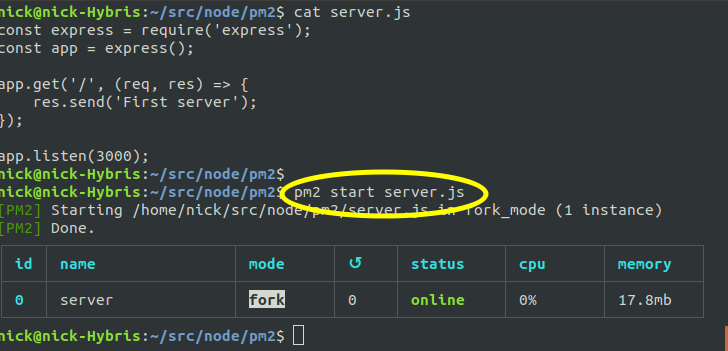 nick@nick-Hybris:~/src/node/pm2$ cat server.js
const express = require('express');
const app = express();
app.get('/', (req, res) => {
    res.send('First server');
});
app.listen(3000);
nick@nick-Hybris:~/src/node/pm2$
nick@nick-Hybris:~/src/node/pm2$ pm2 start server.js
[PM2] Starting /home/nick/src/node/pm2/server.js in fork_mode (1 instance)
[PM2] Done.
id name mode ↺ status cpu memory
0 server fork 0 online 0% 17.8mb
nick@nick-Hybris:~/src/node/pm2$